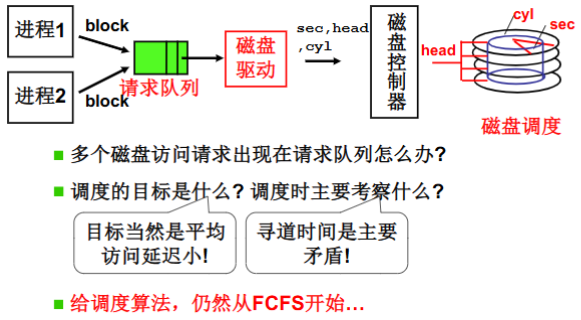 进程1
block
进程2
block
请求队列
磁盘
驱动
sec,head
,cyl
磁盘控制器
head
cyl
sec
磁盘调度
多个磁盘访问请求出现在请求队列怎么办?
调度的目标是什么? 调度时主要考察什么?
目标当然是平均
访问延迟小!
寻道时间是主要
矛盾!
给调度算法，仍然从FCFS开始…